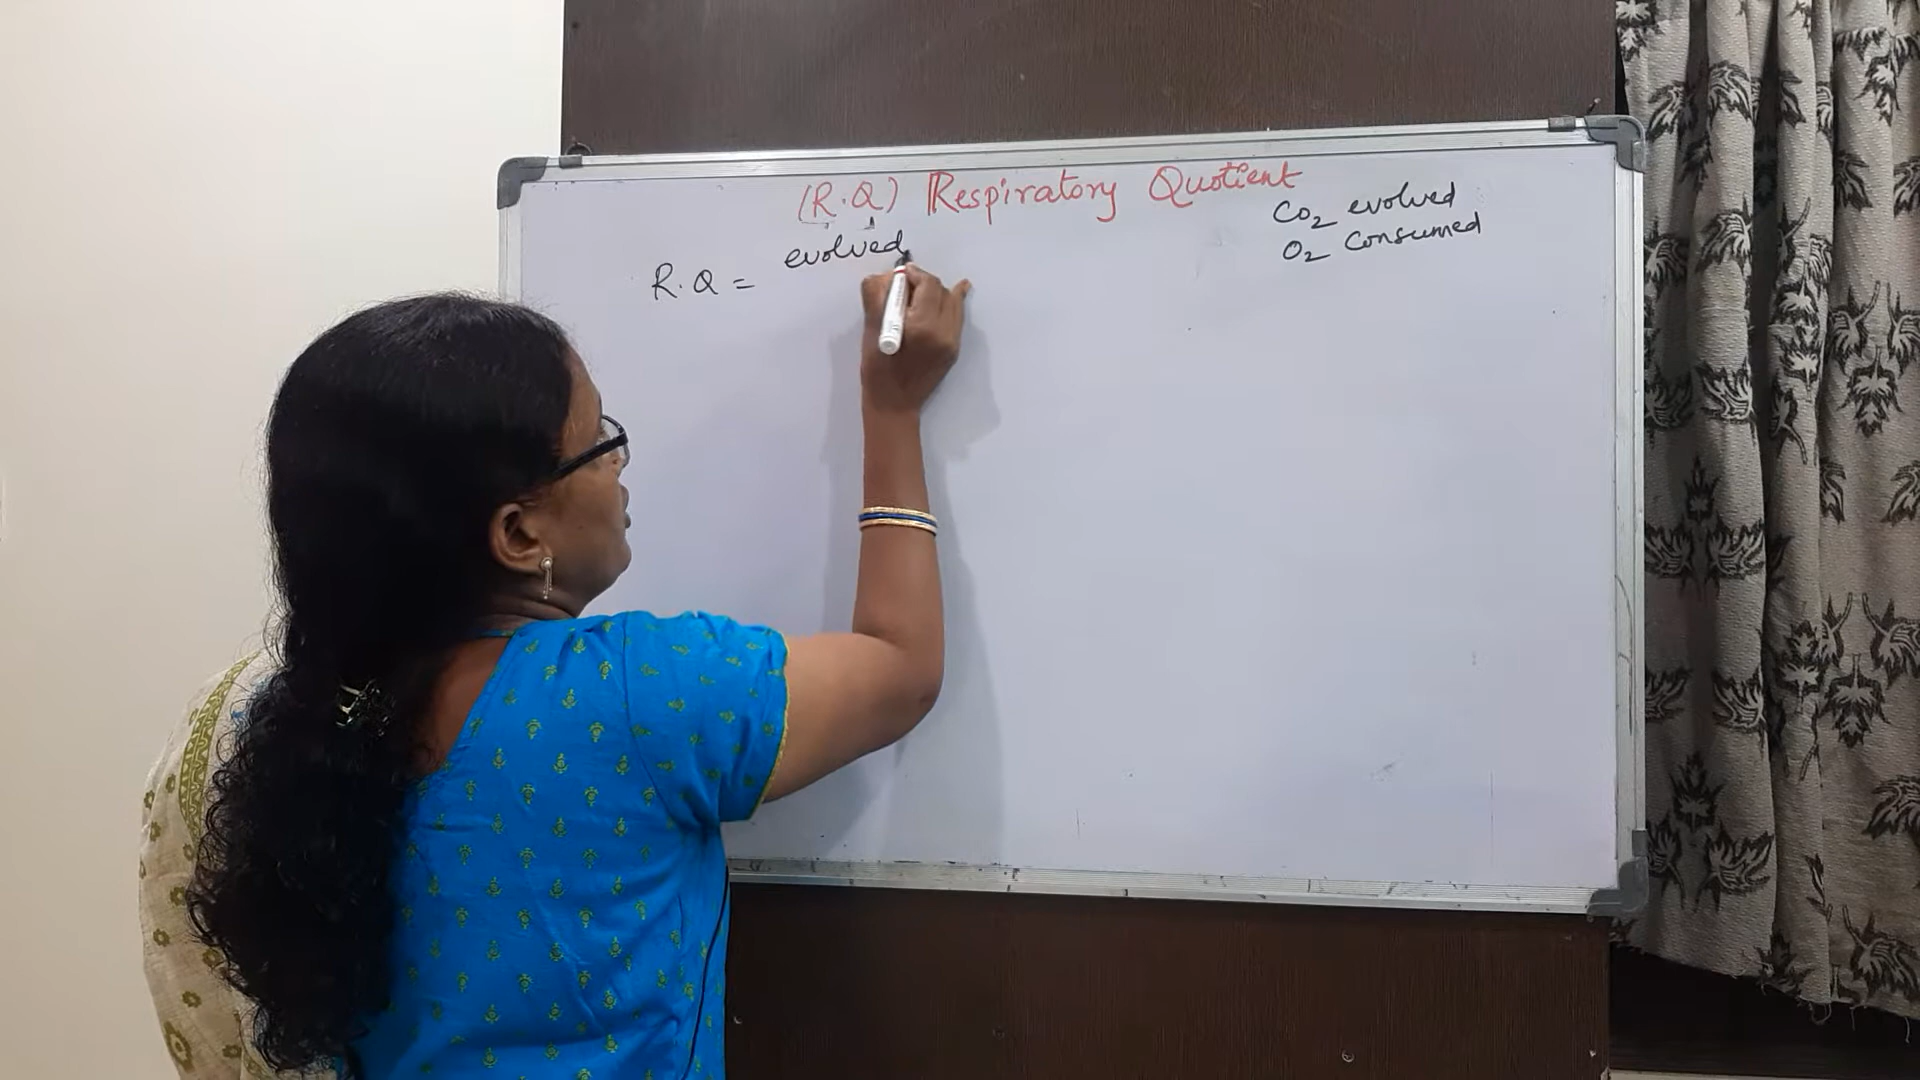 (R.Q) Respiratory Quotient
CO2 evolved
O2 Consumed
evolved
R.Q =